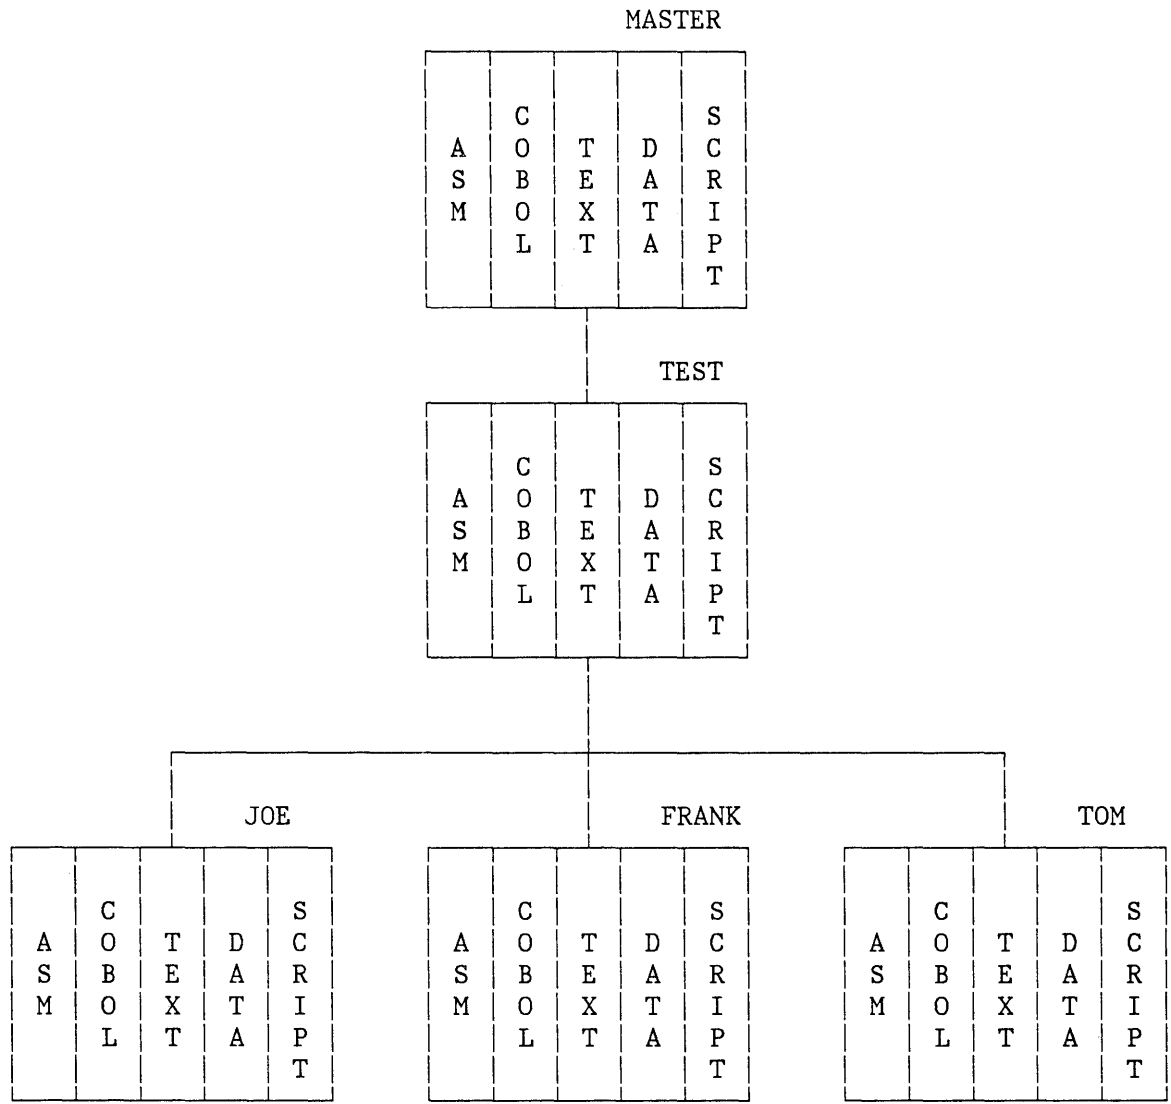 MASTER
ASM COBOL TEXT DATA SCRIPT
TEST
ASM COBOL TEXT DATA SCRIPT
JOE FRANK TOM
ASM COBOL TEXT DATA SCRIPT ASM COBOL TEXT DATA SCRIPT ASM COBOL TEXT DATA SCRIPT